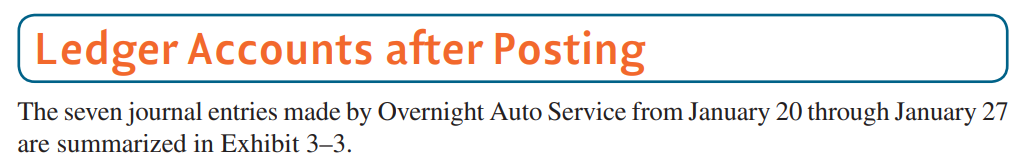 Ledger Accounts after Posting
The seven journal entries made by Overnight Auto Service from January 20 through January 27
are summarized in Exhibit 3–3.